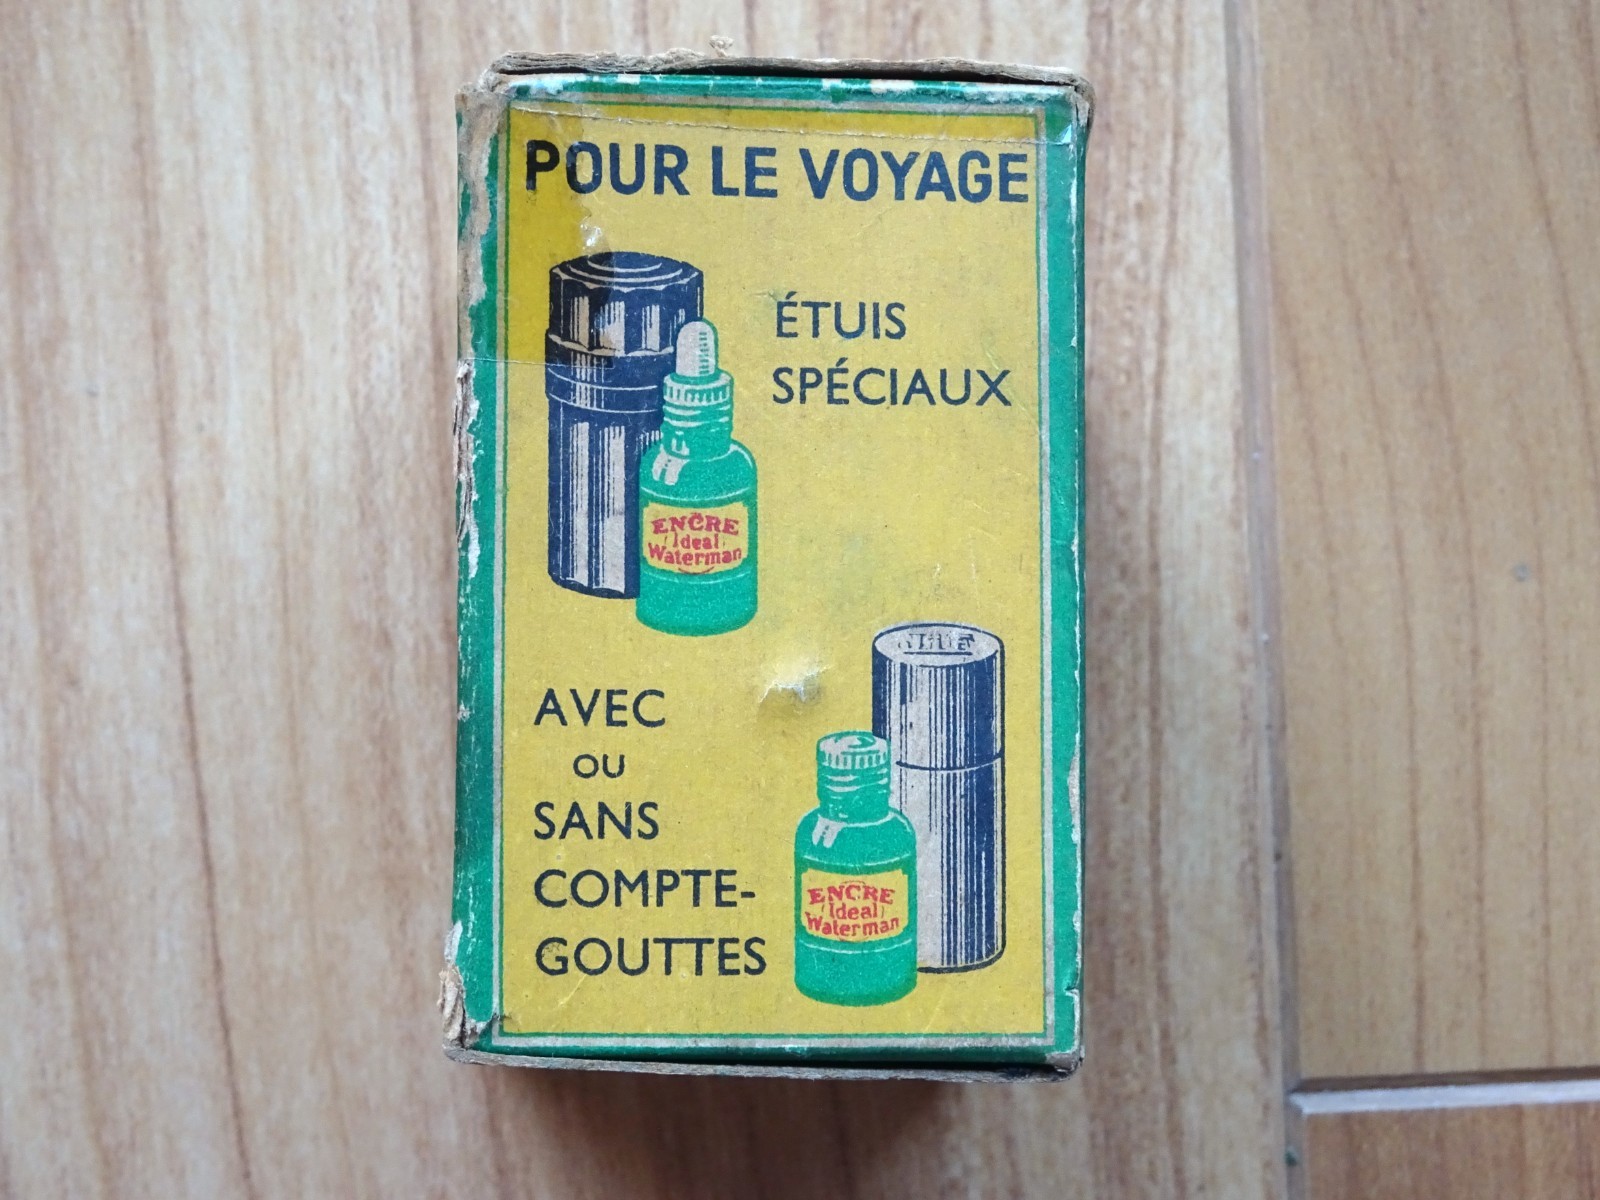 POUR LE VOYAGE
ÉTUIS
SPÉCIAUX
ENCRE
Ideal
Waterman
AVEC
OU
SANS
COMPTE-
GOUTTES
ENCRE
Ideal
Waterman